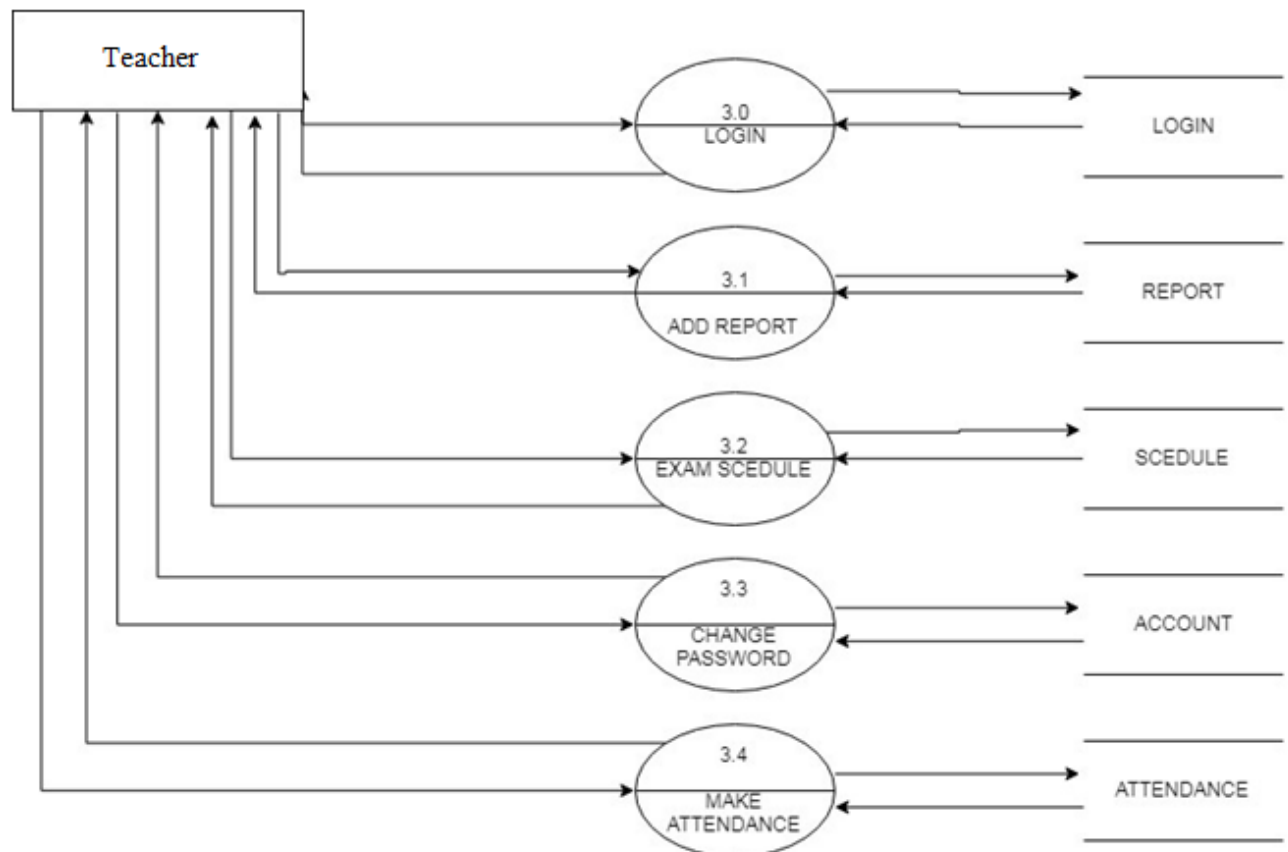 Teacher
3.0
LOGIN
LOGIN
3.1
ADD REPORT
REPORT
3.2
EXAM SCEDULE
SCEDULE
3.3
CHANGE
PASSWORD
ACCOUNT
3.4
MAKE
ATTENDANCE
ATTENDANCE